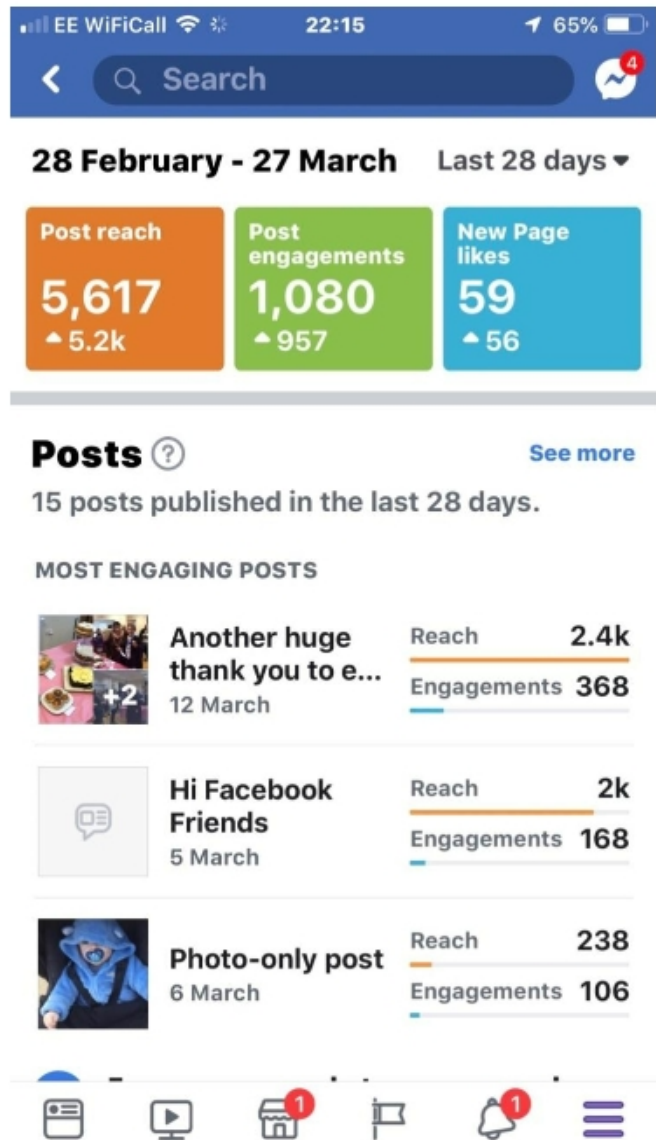 EE WiFiCall 22:15 65%
Search 4
28 February - 27 March Last 28 days
Post reach
5,617
5.2k
Post
engagements
1,080
957
New Page
likes
59
56
Posts ? See more
15 posts published in the last 28 days.
MOST ENGAGING POSTS
+2
Another huge
thank you to e...
12 March
Reach 2.4k
Engagements 368
Hi Facebook
Friends
5 March
Reach 2k
Engagements 168
Photo-only post
6 March
Reach 238
Engagements 106
1 1